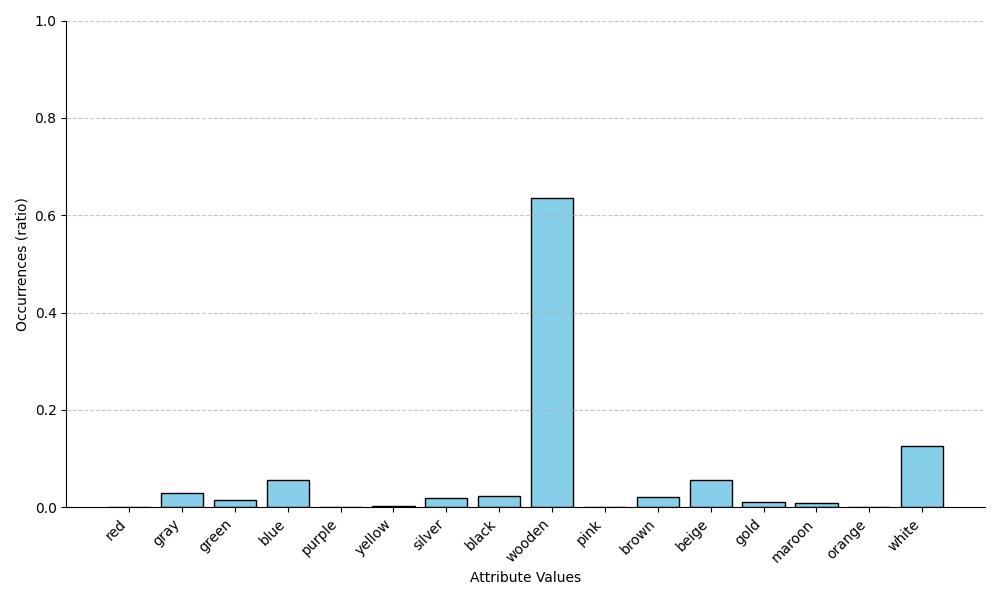 1.0
0.8
0.6
0.4
0.2
0.0
Occurrences (ratio)
red
gray
green
blue
purple
yellow
silver
black
wooden
pink
brown
beige
gold
maroon
orange
white
Attribute Values